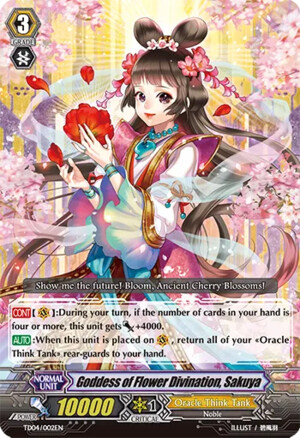 3
GRADE
Show me the future! Bloom, Ancient Cherry Blossoms!
CONT【 】:During your turn, if the number of cards in your hand is
four or more, this unit gets +4000.
AUTO:When this unit is placed on , return all of your «Oracle
Think Tank» rear-guards to your hand.
NORMAL
UNIT
Goddess of Flower Divination, Sakuya
POWER
10000
1
CRITICAL
Oracle Think Tank
Noble
TD04/002EN
ILLUST / 碧風羽